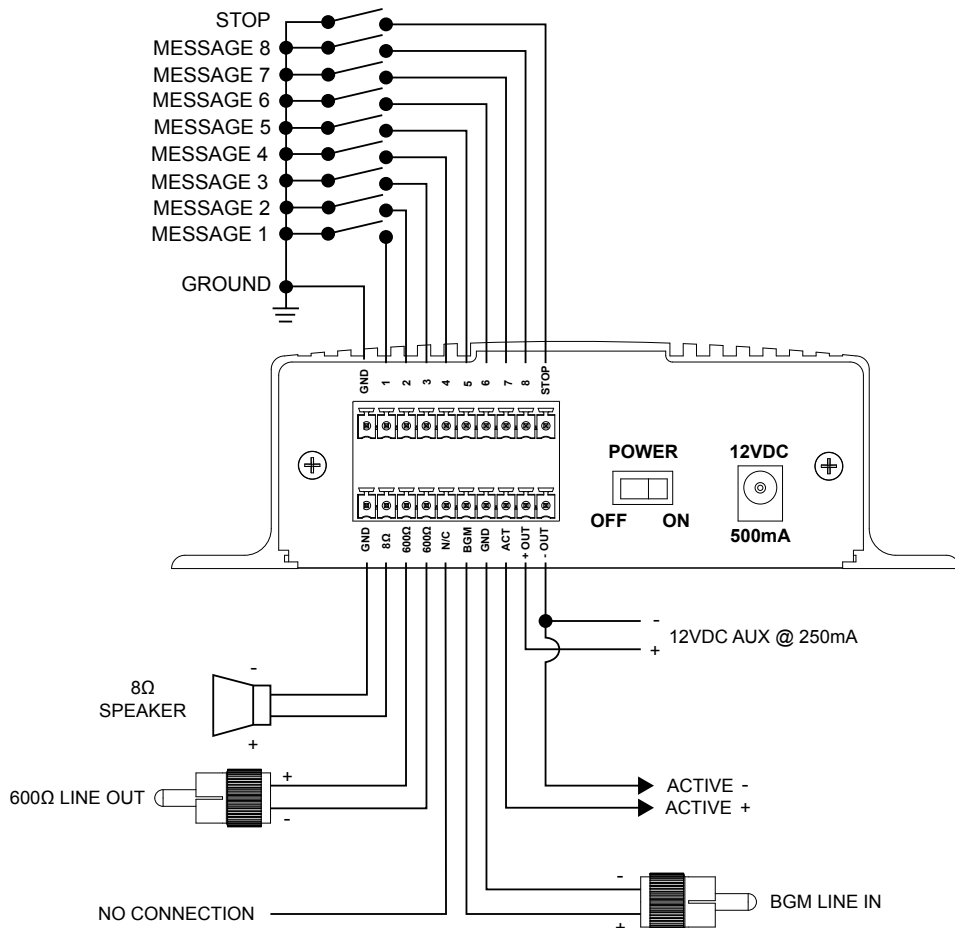 STOP
MESSAGE 8
MESSAGE 7
MESSAGE 6
MESSAGE 5
MESSAGE 4
MESSAGE 3
MESSAGE 2
MESSAGE 1
GROUND
GND 1 2 3 4 5 6 7 8 STOP
POWER
OFF ON
12VDC
500mA
GND 8Ω 600Ω 600Ω N/C BGM GND ACT + OUT - OUT
-
+
12VDC AUX @ 250mA
-
8Ω
SPEAKER
+
+
600Ω LINE OUT
-
ACTIVE -
ACTIVE +
-
BGM LINE IN
+
NO CONNECTION